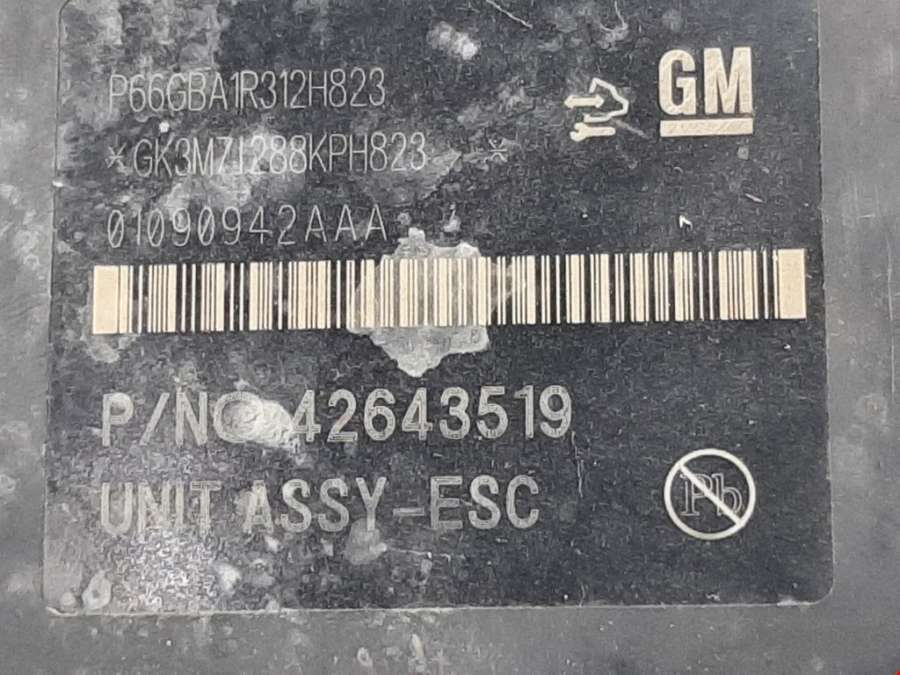 P66GBA1R312H823
GM
*GK3MZ1288KPH823 *
01090942AAA
P/NO 42643519
UNIT ASSY-ESC
Pb